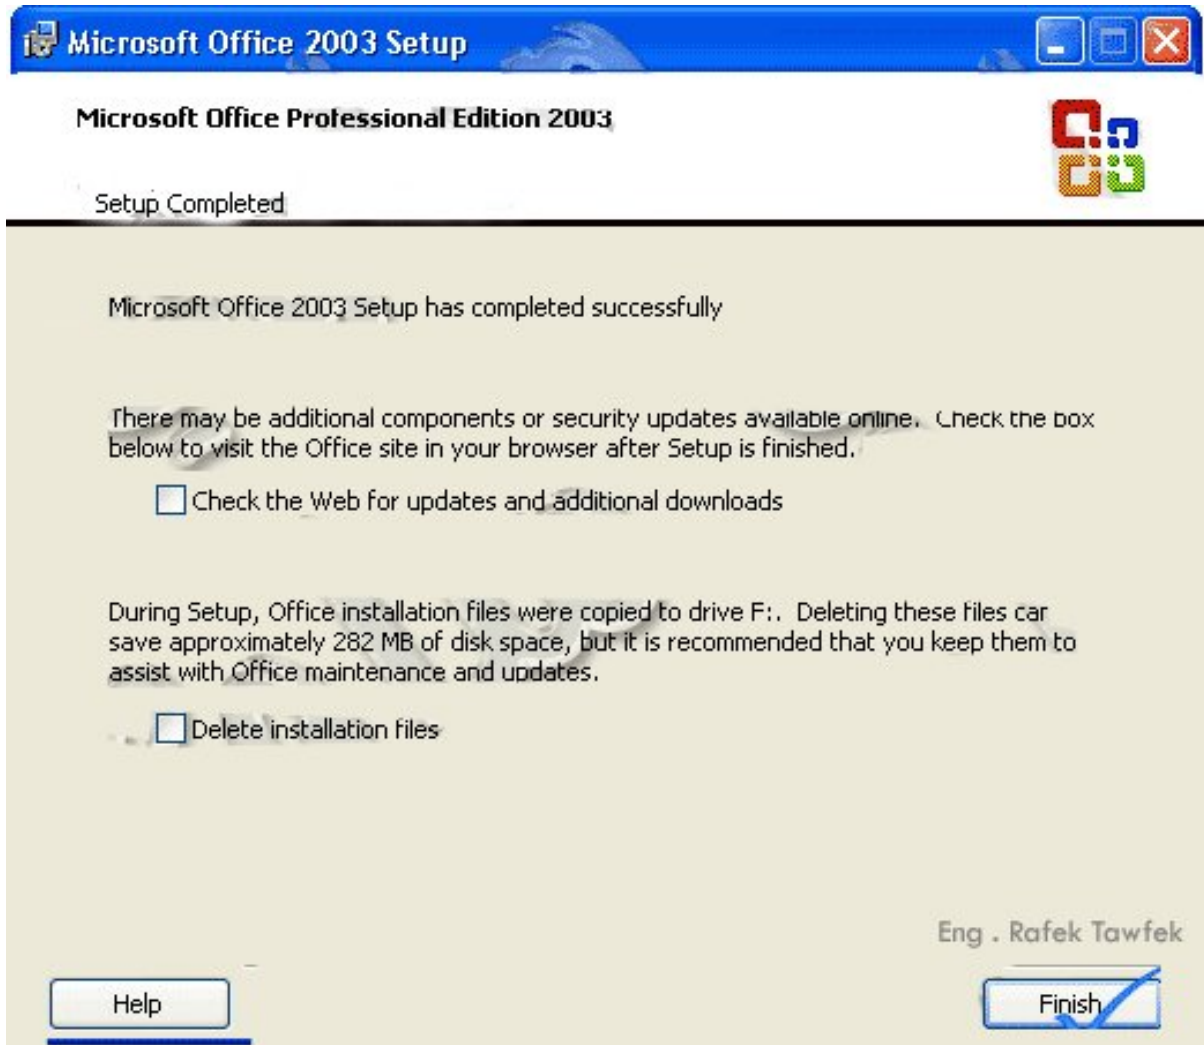 Microsoft Office 2003 Setup
Microsoft Office Professional Edition 2003
Setup Completed
Microsoft Office 2003 Setup has completed successfully
There may be additional components or security updates available online. Check the box
below to visit the Office site in your browser after Setup is finished.
Check the Web for updates and additional downloads
During Setup, Office installation files were copied to drive F:. Deleting these files car
save approximately 282 MB of disk space, but it is recommended that you keep them to
assist with Office maintenance and updates.
Delete installation files
Eng . Rafek Tawfek
Help
Finish